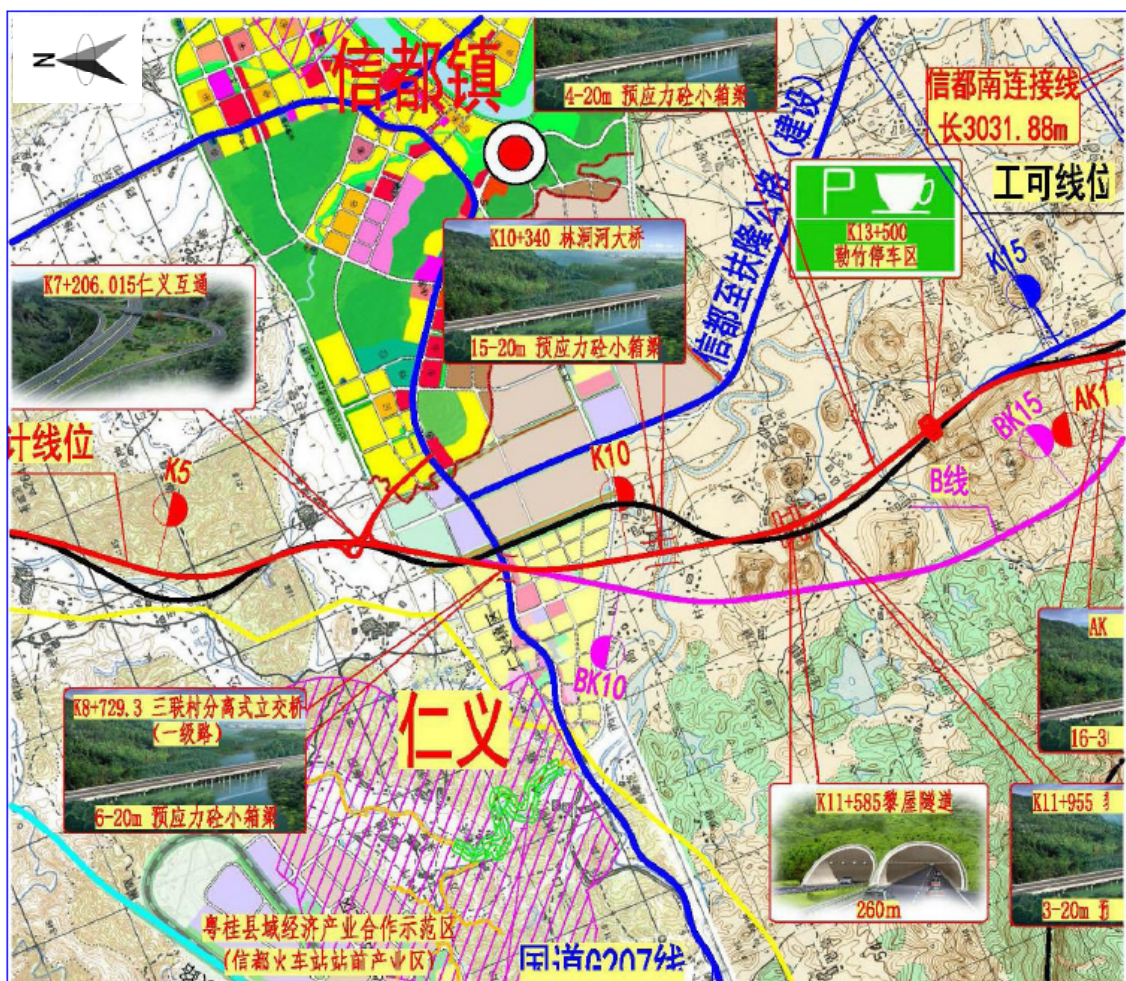 N
信都镇
4-20m 预应力砼小箱梁
信都至扶隆公路(建设)
信都南连接线
长3031.88m
工可线位
P
K13+500
勒竹停车区
K15
K10+340 林洞河大桥
15-20m 预应力砼小箱梁
K7+206.015仁义互通
计线位
K5
K10
BK15
AK1
B线
BK10
仁义
K8+729.3 三联村分离式立交桥
(一级路)
6-20m 预应力砼小箱梁
AK
16-3
K11+585黎屋隧道
260m
K11+955
3-20m 预
粤桂县域经济产业合作示范区
(信都火车站站前产业区)
国道G207线